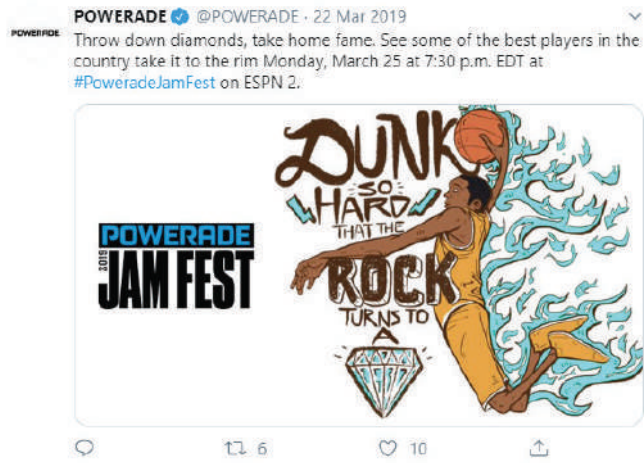 POWERADE @POWERADE · 22 Mar 2019
POWERADE
Throw down diamonds, take home fame. See some of the best players in the
country take it to the rim Monday, March 25 at 7:30 p.m. EDT at
#PoweradeJamFest on ESPN 2.
POWERADE
2019
JAM FEST
DUNK
SO
HARD
THAT THE
ROCK
TURNS TO
A
6
10